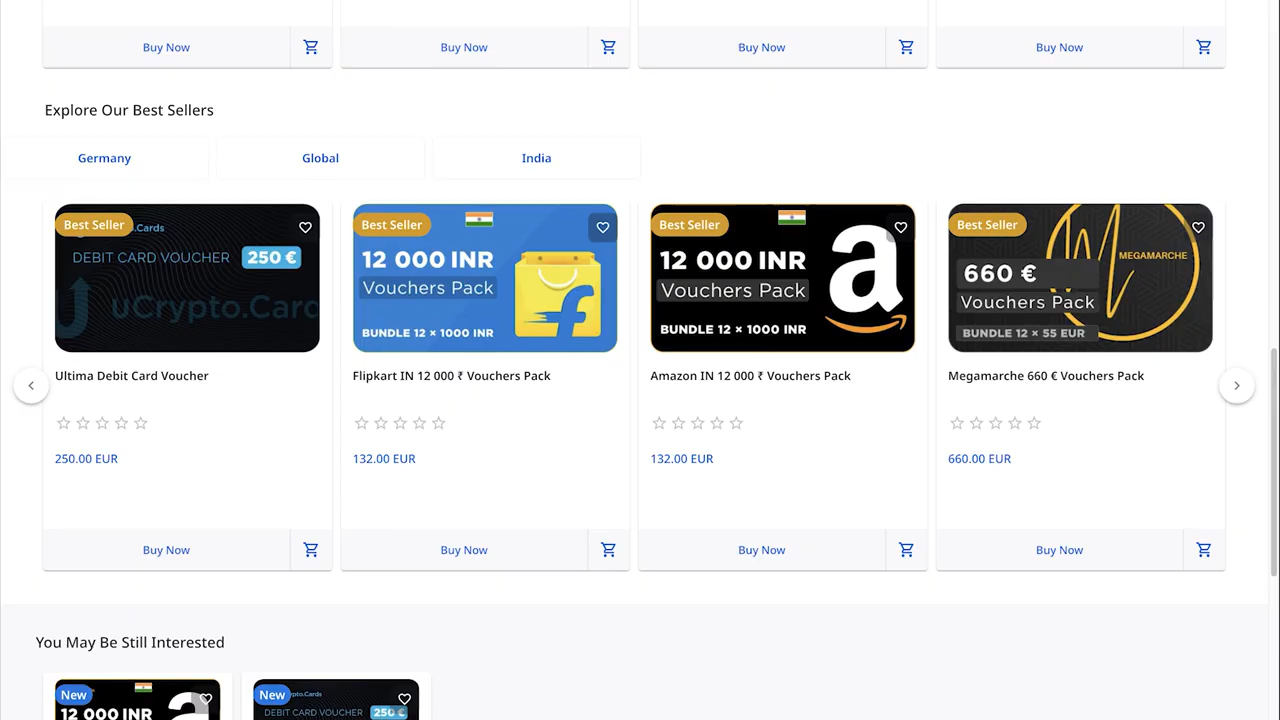 Buy Now
Buy Now
Buy Now
Buy Now
Explore Our Best Sellers
Germany
Global
India
Best Seller
.Cards
DEBIT CARD VOUCHER 250 €
uCrypto.Card
Ultima Debit Card Voucher
250.00 EUR
Buy Now
Best Seller
12 000 INR
Vouchers Pack
BUNDLE 12 × 1000 INR
Flipkart IN 12 000 ₹ Vouchers Pack
132.00 EUR
Buy Now
Best Seller
12 000 INR
Vouchers Pack
BUNDLE 12 × 1000 INR
a
Amazon IN 12 000 ₹ Vouchers Pack
132.00 EUR
Buy Now
Best Seller
MEGAMARCHE
660 €
Vouchers Pack
BUNDLE 12 × 55 EUR
Megamarche 660 € Vouchers Pack
660.00 EUR
Buy Now
You May Be Still Interested
New
12 000 INR
New
pto.Cards
DEBIT CARD VOUCHER 250 €